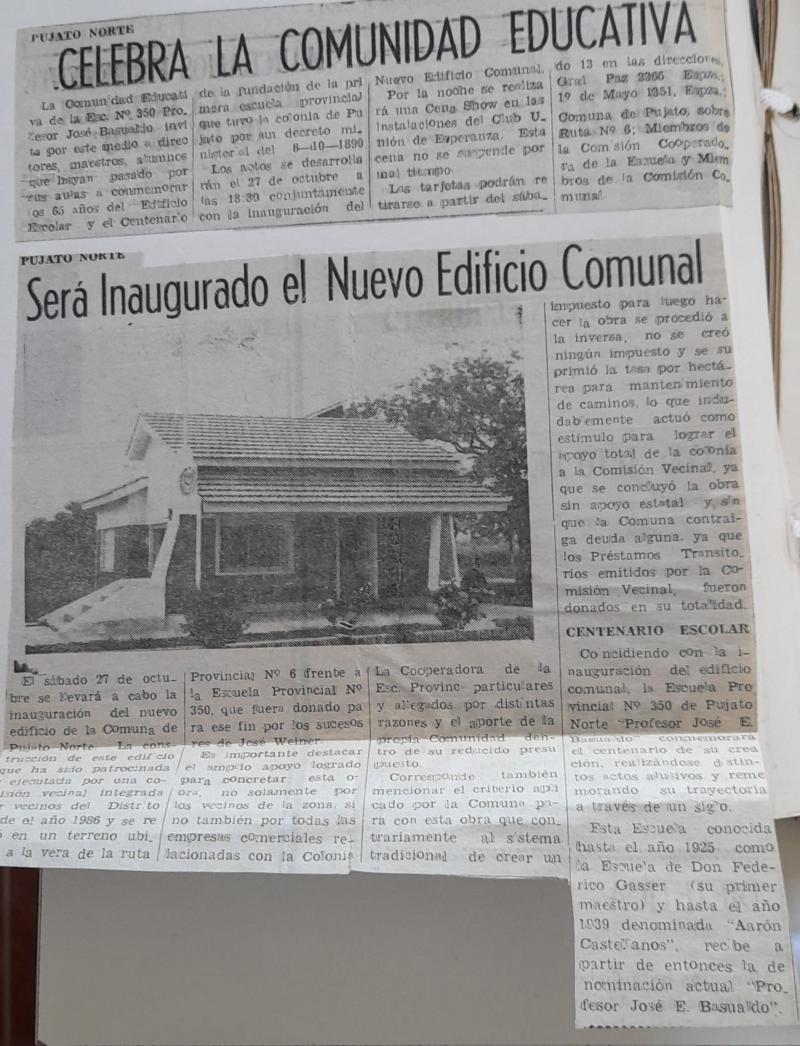 PUJATO NORTE
CELEBRA LA COMUNIDAD EDUCATIVA
La Comunidad Educati
va de la Esc. Nº 350 Pro-
fesor José Basualdo invi
ta por este medio a direc
tores, maestros, alumnos
que hayan pasado por
sus aulas a conmemorar
los 65 años del Edificio
Escolar y el Centenario
de la fundación de la pri
mera escuela provincial
que tuvo la colonia de Pu
jato por aun decreto mi-
nisterial del 8—10—1890
Los actos se desarrolla
rán el 27 de octubre a
las 18:30 conjuntamente
con la inauguración del
Nuevo Edificio Comunal.
Por la noche se realiza
rá una Cena Show en las
instalaciones del Club U-
nión de Esperanza. Esta
cena no se suspende por
mal tiempo
Las tarjetas podrán re
tirarse a partir del sába-
do 13 en las direcciones
Gral Paz 2365 Espza.;
19 de Mayo 1351, Espza.;
Comuna de Pujato, sobre
Ruta Nº 6; Miembros de
la Comisión Cooperado-
ra de la Escuela y Miem
bros de la Comisión Co-
munal.
PUJATO NORTE
Será Inaugurado el Nuevo Edificio Comunal
El sábado 27 de octu-
bre se llevará a cabo la
inauguración del nuevo
edificio de la Comuna de
Pujato Norte. La cons-
trucción de este edificio
que ha sido patrocinada
y ejecutada por una co-
isión vecinal integrada
r vecinos del Distrito
de el año 1986 y se re
ó en un terreno ubi-
a la vera de la ruta
Provincial Nº 6 frente a
la Escuela Provincial Nº
350, que fuera donado pa
ra ese fin por los suceso
res de José Weiner.
Es importante destacar
el amplio apoyo logrado
para concretar esta o-
ora, no solamente por
los vecinos de la zona, si
no también por todas las
empresas comerciales re-
lacionadas con la Colonia
La Cooperadora de la
Esc. Provinc- particulares
y allegados por distintas
razones y el aporte de la
propia Comunidad den-
tro de su reducido presu
puesto.
Corresponde también
mencionar el criterio apli
cado por la Comuna pa-
ra con esta obra que con-
trariamente al sistema
tradicional de crear un
impuesto para luego ha-
cer la obra se procedió a
la inversa, no se creó
ningún impuesto y se su
primió la tasa por hectá-
rea para mantenimiento
de caminos, lo que indu-
dablemente actuó como
estímulo para lograr el
apoyo total de la colonia
a la Comisión Vecinal, ya
que se concluyó la obra
sin apoyo estatal y sin
que la Comuna contrai-
ga deuda alguna, ya que
los Préstamos Transito-
rios emitidos por la Co-
misión Vecinal, fueron
donados en su totalidad.
CENTENARIO ESCOLAR
Concidiendo con la i-
nauguración del edificio
comunal, la Escuela Pro
vincial Nº 350 de Pujato
Norte "Profesor José E.
Basualdo" conmemorará
el centenario de su crea
ción, realizándose distin-
tos actos alusivos y reme
morando su trayectoria
a través de un siglo.
Esta Escuela conocida
hasta el año 1925 como
la Escuela de Don Fede-
rico Gasser (su primer
maestro) y hasta el año
1939 denominada "Aarón
Castellanos", recibe a
partir de entonces la de
nominación actual "Pro-
fesor José E. Basualdo".